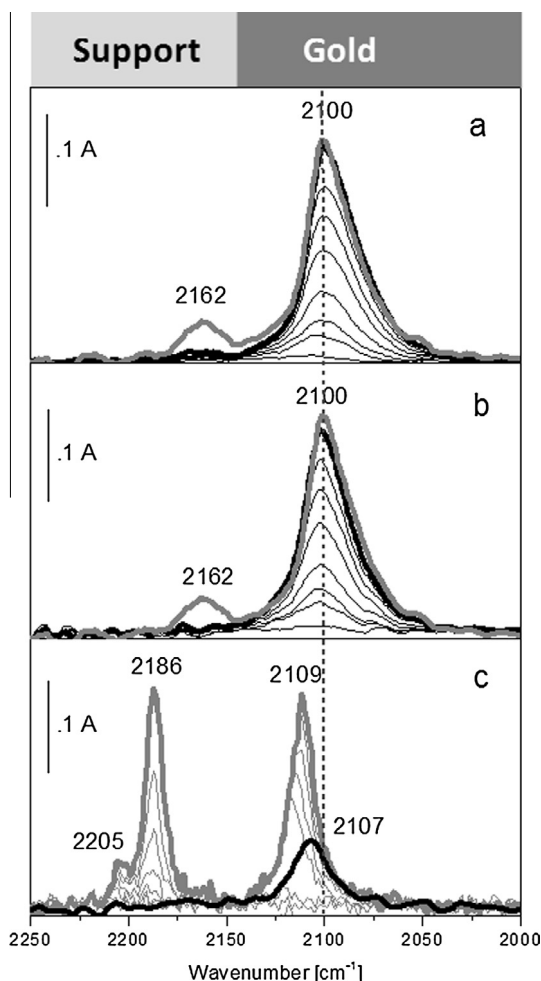 Support Gold
2100 a
.1 A
2162
2100 b
.1 A
2162
2186 2109 c
.1 A
2205 2107
2250 2200 2150 2100 2050 2000
Wavenumber [cm⁻¹]